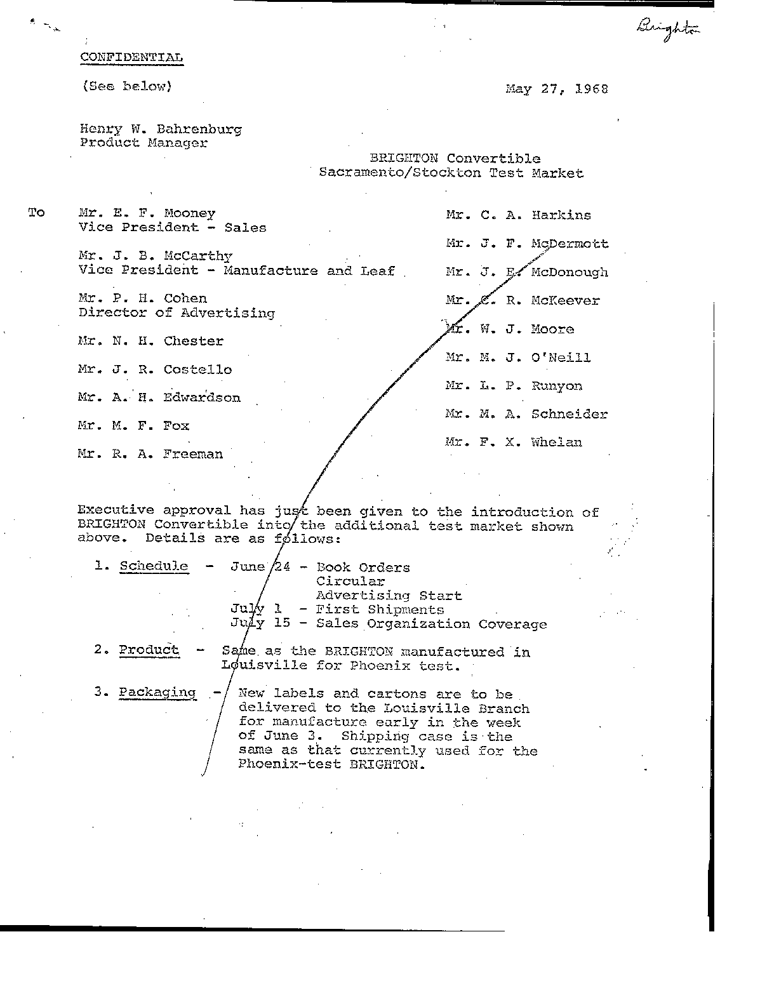 Brighton
CONFIDENTIAL
(See below)
May 27, 1968
Henry W. Bahrenburg
Product Manager
BRIGHTON Convertible
Sacramento/Stockton Test Market
To
Mr. E. F. Mooney
Vice President - Sales
Mr. J. B. McCarthy
Vice President - Manufacture and Leaf
Mr. P. H. Cohen
Director of Advertising
Mr. N. H. Chester
Mr. J. R. Costello
Mr. A. H. Edwardson
Mr. M. F. Fox
Mr. R. A. Freeman
Mr. C. A. Harkins
Mr. J. F. McDermott
Mr. J. E. McDonough
Mr. C. R. McKeever
Mr. W. J. Moore
Mr. M. J. O'Neill
Mr. L. P. Runyon
Mr. M. A. Schneider
Mr. F. X. Whelan
Executive approval has just been given to the introduction of
BRIGHTON Convertible into the additional test market shown
above. Details are as follows:
1. Schedule - June 24 - Book Orders
Circular
Advertising Start
July 1 - First Shipments
July 15 - Sales Organization Coverage
2. Product - Same as the BRIGHTON manufactured in
Louisville for Phoenix test.
3. Packaging - New labels and cartons are to be
delivered to the Louisville Branch
for manufacture early in the week
of June 3. Shipping case is the
same as that currently used for the
Phoenix-test BRIGHTON.